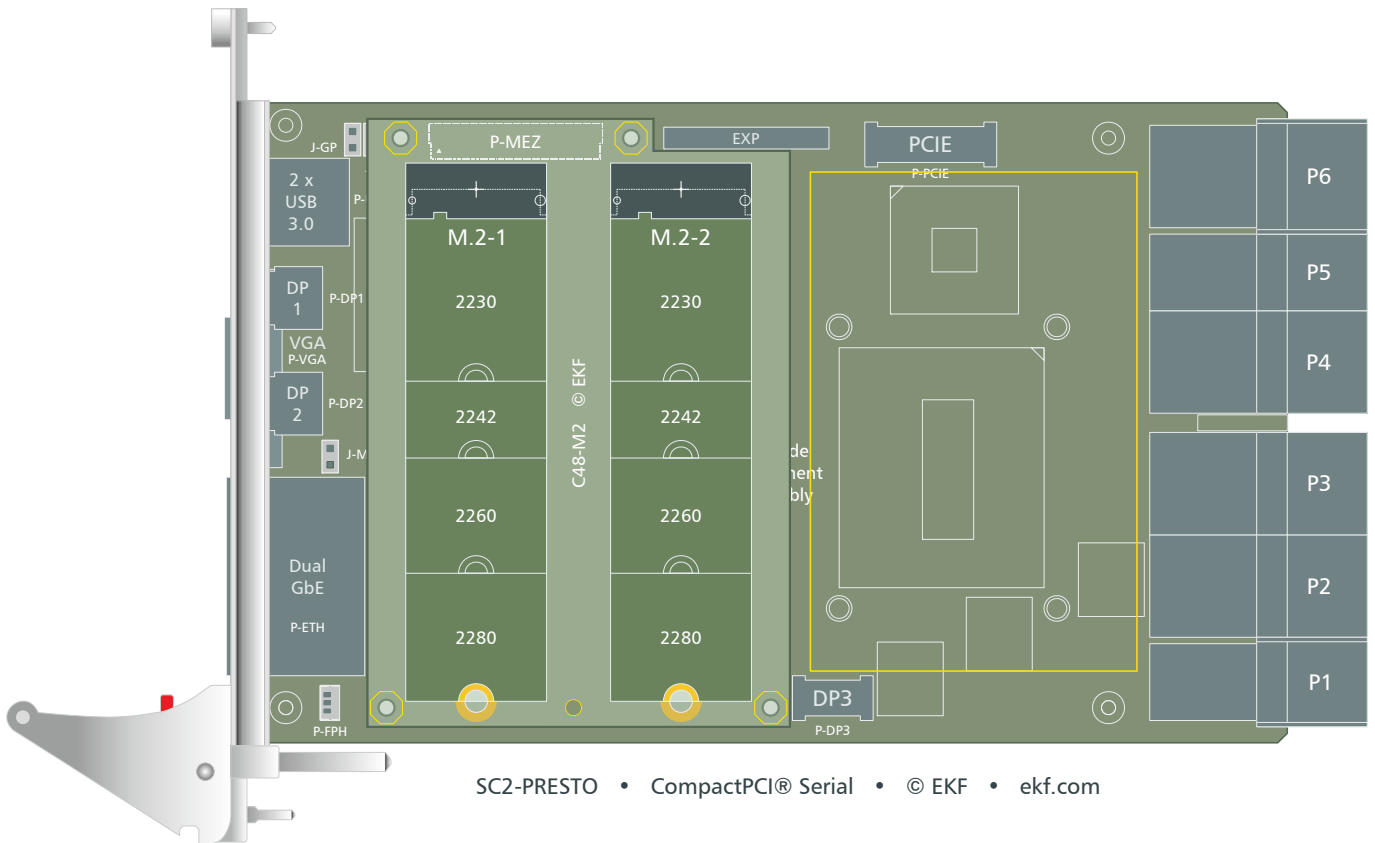 J-GP
P-MEZ
EXP
PCIE
P-PCIE
2 x
USB
3.0
P-
M.2-1
M.2-2
2230
2230
DP
1
P-DP1
VGA
P-VGA
DP
2
P-DP2
2242
2242
C48-M2 © EKF
J-M
de
ent
bly
2260
2260
Dual
GbE
P-ETH
2280
2280
P-FPH
DP3
P-DP3
P6
P5
P4
P3
P2
P1
SC2-PRESTO • CompactPCI® Serial • © EKF • ekf.com